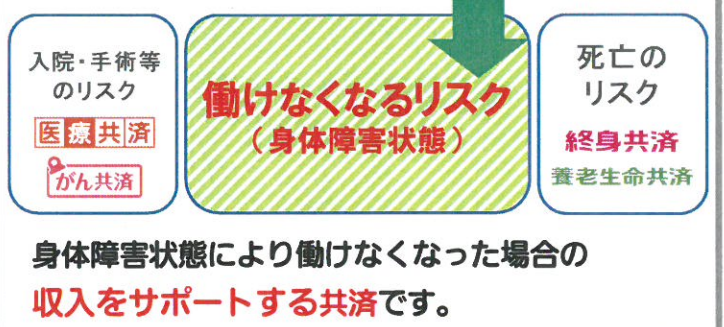 入院・手術等
のリスク
医療共済
がん共済
働けなくなるリスク
(身体障害状態)
死亡の
リスク
終身共済
養老生命共済
身体障害状態により働けなくなった場合の
収入をサポートする共済です。